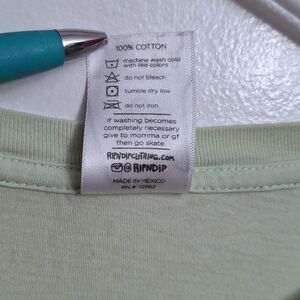 100% COTTON
machine wash cold
with like colors
do not bleach
tumble dry low
do not iron
If washing becomes
completely necessary
give to momma or gf
then go skate.
RIPNDIPCLOTHING.COM
@RIPNDIP
MADE IN MEXICO